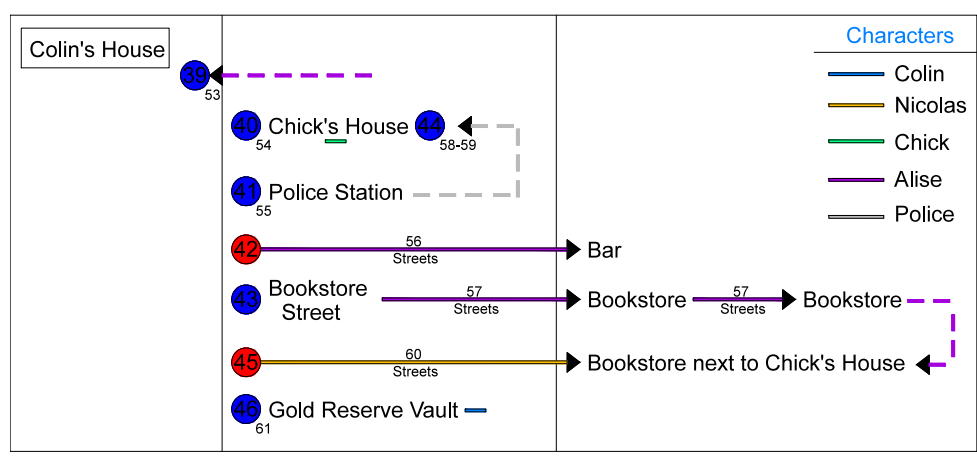 Colin's House
Characters
39
53
Colin
Nicolas
40 Chick's House 44
54
58-59
Chick
41 Police Station
55
Alise
Police
42
56
Streets
Bar
43 Bookstore
Street
57
Streets
Bookstore
57
Streets
Bookstore
45
60
Streets
Bookstore next to Chick's House
46 Gold Reserve Vault
61